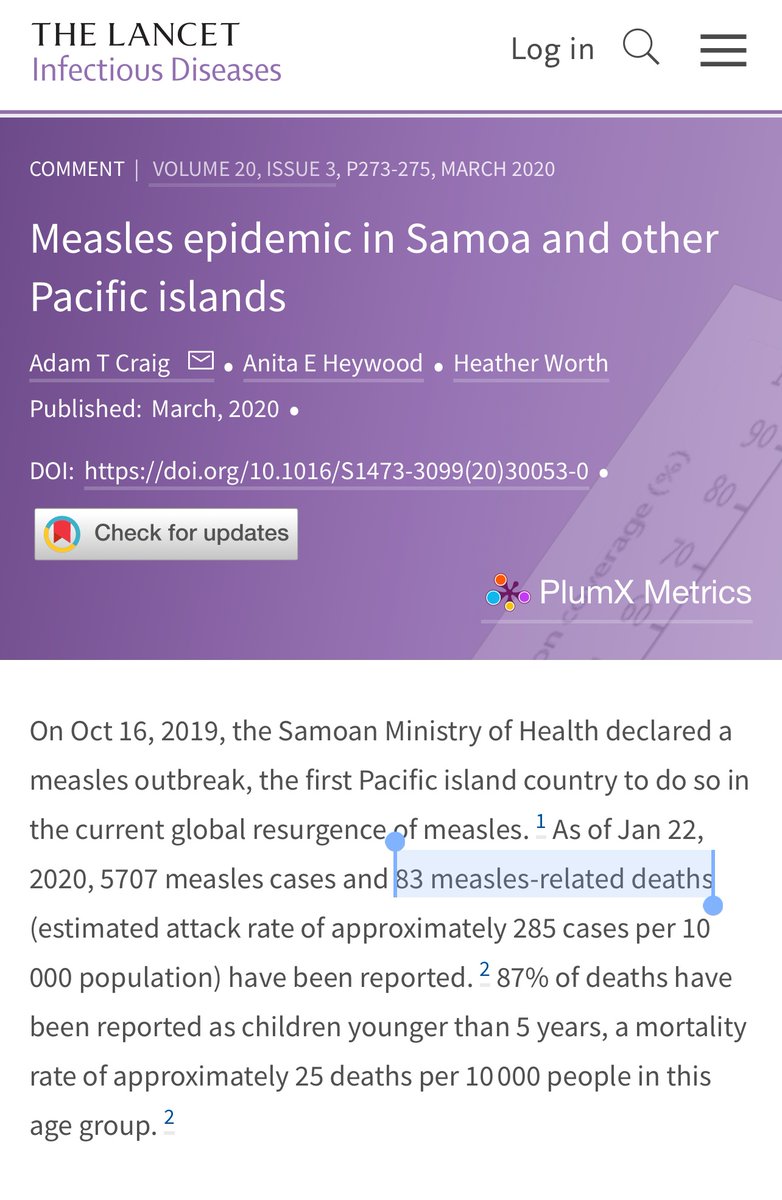 THE LANCET
Infectious Diseases
Log in
COMMENT | VOLUME 20, ISSUE 3, P273-275, MARCH 2020
Measles epidemic in Samoa and other
Pacific islands
Adam T Craig • Anita E Heywood • Heather Worth
Published: March, 2020 •
DOI: https://doi.org/10.1016/S1473-3099(20)30053-0 •
Check for updates
90
80
70
60
on coverage (%)
PlumX Metrics
On Oct 16, 2019, the Samoan Ministry of Health declared a
measles outbreak, the first Pacific island country to do so in
the current global resurgence of measles. 1 As of Jan 22,
2020, 5707 measles cases and 83 measles-related deaths
(estimated attack rate of approximately 285 cases per 10
000 population) have been reported. 2 87% of deaths have
been reported as children younger than 5 years, a mortality
rate of approximately 25 deaths per 10 000 people in this
age group. 2